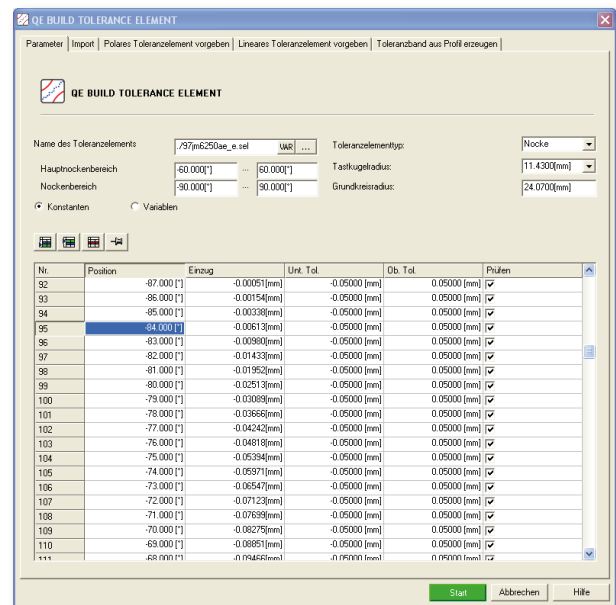 QE BUILD TOLERANCE ELEMENT
Parameter Import Polares Toleranzelement vorgeben Lineares Toleranzelement vorgeben Toleranzband aus Profil erzeugen
QE BUILD TOLERANCE ELEMENT
Name des Toleranzelements ./97jm6250ae_e.sel VAR ... Toleranzelementtyp: Nocke
Hauptnockenbereich -60.000[°] ... 60.000[°] Tastkugelradius: 11.4300[mm]
Nockenbereich -90.000[°] ... 90.000[°] Grundkreisradius: 24.0700[mm]
Konstanten Variablen
Nr. Position Einzug Unt. Tol. Ob. Tol. Prüfen
92 -87.000 [°] -0.00051[mm] -0.05000 [mm] 0.05000 [mm]
93 -86.000 [°] -0.00154[mm] -0.05000 [mm] 0.05000 [mm]
94 -85.000 [°] -0.00338[mm] -0.05000 [mm] 0.05000 [mm]
95 -84.000 [°] -0.00613[mm] -0.05000 [mm] 0.05000 [mm]
96 -83.000 [°] -0.00980[mm] -0.05000 [mm] 0.05000 [mm]
97 -82.000 [°] -0.01433[mm] -0.05000 [mm] 0.05000 [mm]
98 -81.000 [°] -0.01952[mm] -0.05000 [mm] 0.05000 [mm]
99 -80.000 [°] -0.02513[mm] -0.05000 [mm] 0.05000 [mm]
100 -79.000 [°] -0.03089[mm] -0.05000 [mm] 0.05000 [mm]
101 -78.000 [°] -0.03666[mm] -0.05000 [mm] 0.05000 [mm]
102 -77.000 [°] -0.04242[mm] -0.05000 [mm] 0.05000 [mm]
103 -76.000 [°] -0.04818[mm] -0.05000 [mm] 0.05000 [mm]
104 -75.000 [°] -0.05394[mm] -0.05000 [mm] 0.05000 [mm]
105 -74.000 [°] -0.05971[mm] -0.05000 [mm] 0.05000 [mm]
106 -73.000 [°] -0.06547[mm] -0.05000 [mm] 0.05000 [mm]
107 -72.000 [°] -0.07123[mm] -0.05000 [mm] 0.05000 [mm]
108 -71.000 [°] -0.07699[mm] -0.05000 [mm] 0.05000 [mm]
109 -70.000 [°] -0.08275[mm] -0.05000 [mm] 0.05000 [mm]
110 -69.000 [°] -0.08851[mm] -0.05000 [mm] 0.05000 [mm]
111 -68.000 [°] -0.09466[mm] -0.05000 [mm] 0.05000 [mm]
Start Abbrechen Hilfe